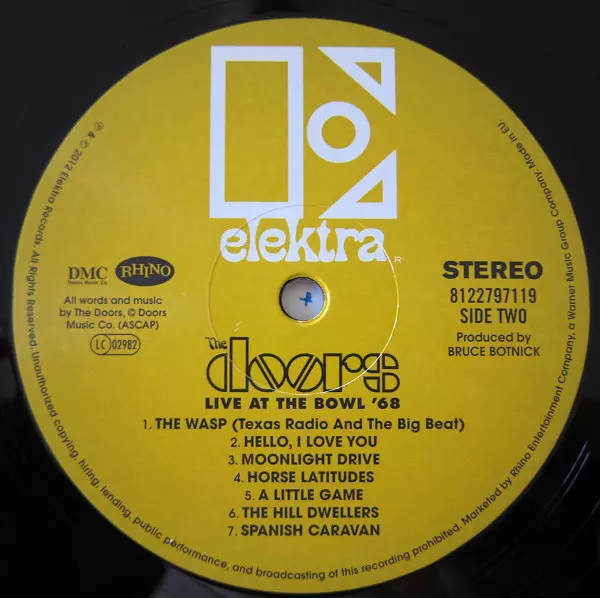 elektra
R
DMC
Doors Music Co
RHINO
All words and music
by The Doors, © Doors
Music Co. (ASCAP)
LC 02982
STEREO
8122797119
SIDE TWO
Produced by
BRUCE BOTNICK
The
doors
LIVE AT THE BOWL '68
1. THE WASP (Texas Radio And The Big Beat)
2. HELLO, I LOVE YOU
3. MOONLIGHT DRIVE
4. HORSE LATITUDES
5. A LITTLE GAME
6. THE HILL DWELLERS
7. SPANISH CARAVAN
℗ & © 2012 Elektra Records. All Rights Reserved. Unauthorized copying, hiring, lending, public performance, and broadcasting of this recording prohibited. Marketed by Rhino Entertainment Company, a Warner Music Group Company. Made in EU.